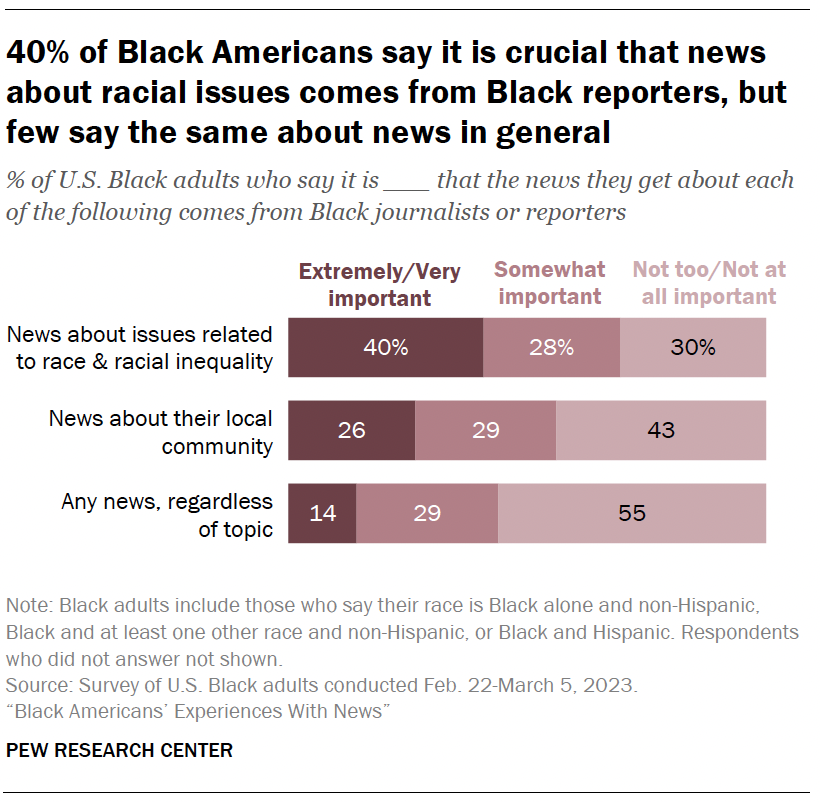 40% of Black Americans say it is crucial that news
about racial issues comes from Black reporters, but
few say the same about news in general
% of U.S. Black adults who say it is ___ that the news they get about each
of the following comes from Black journalists or reporters
Extremely/Very
important
Somewhat
important
Not too/Not at
all important
News about issues related
to race & racial inequality
40%
28%
30%
News about their local
community
26
29
43
Any news, regardless
of topic
14
29
55
Note: Black adults include those who say their race is Black alone and non-Hispanic,
Black and at least one other race and non-Hispanic, or Black and Hispanic. Respondents
who did not answer not shown.
Source: Survey of U.S. Black adults conducted Feb. 22-March 5, 2023.
“Black Americans’ Experiences With News”
PEW RESEARCH CENTER